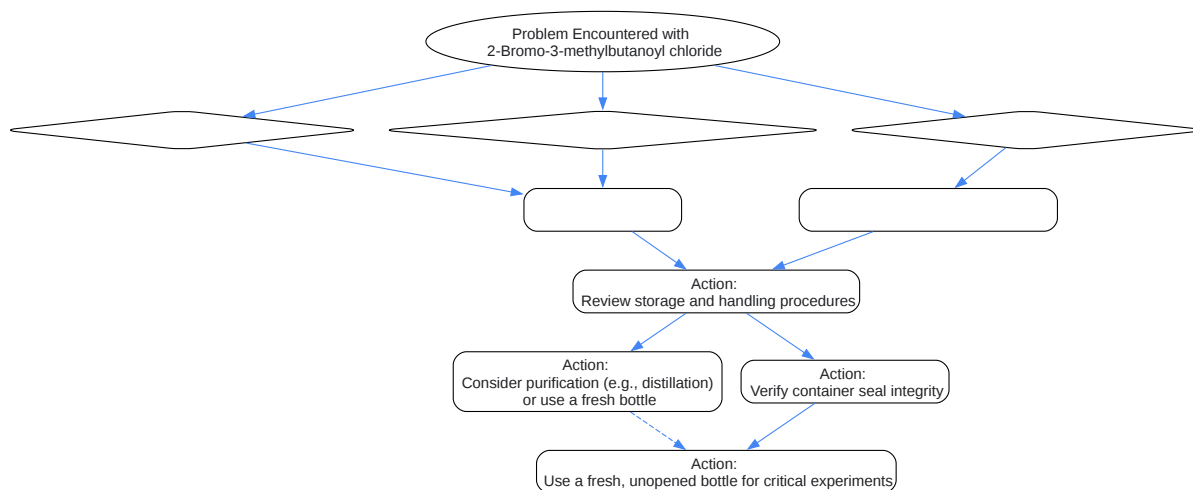 Problem Encountered with
2-Bromo-3-methylbutanoyl chloride
Action:
Review storage and handling procedures
Action:
Consider purification (e.g., distillation)
or use a fresh bottle
Action:
Verify container seal integrity
Action:
Use a fresh, unopened bottle for critical experiments